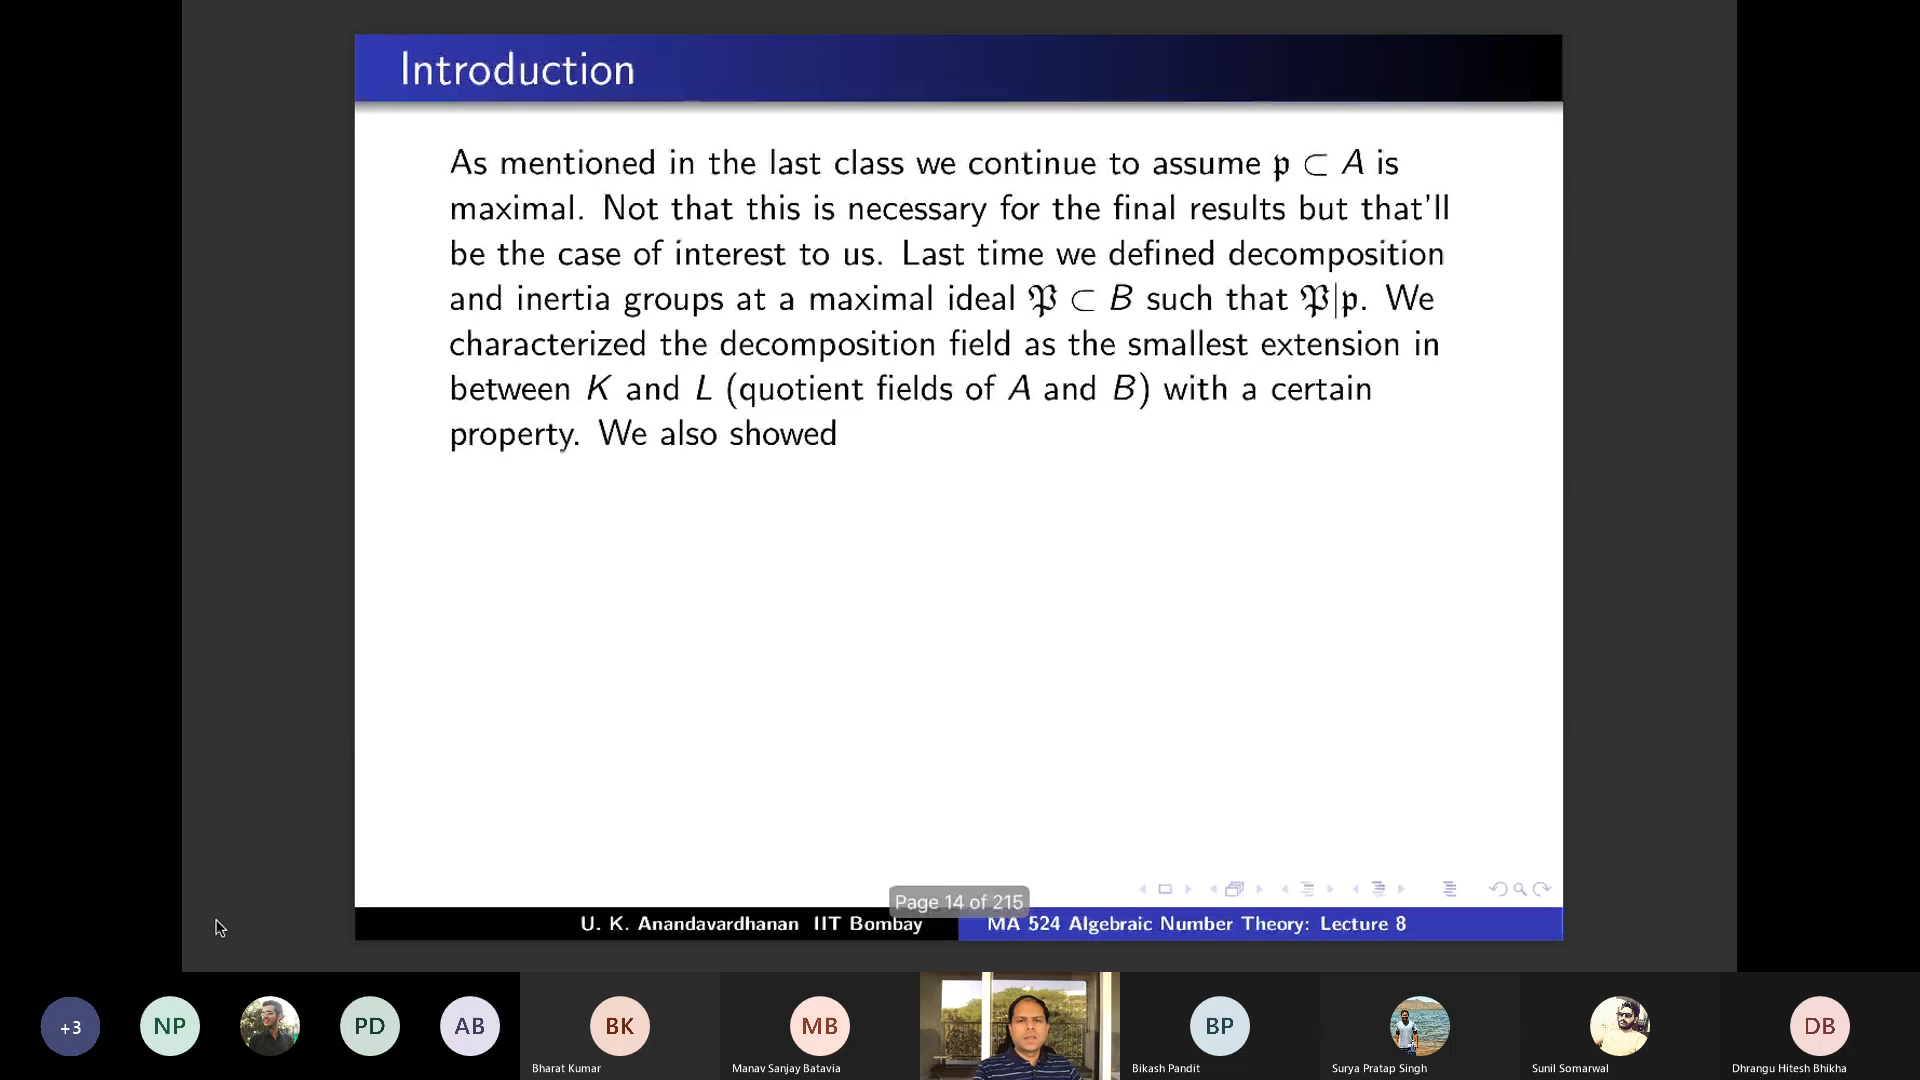 Introduction
As mentioned in the last class we continue to assume 𝔭 ⊂ A is
maximal. Not that this is necessary for the final results but that'll
be the case of interest to us. Last time we defined decomposition
and inertia groups at a maximal ideal 𝔓 ⊂ B such that 𝔓|𝔭. We
characterized the decomposition field as the smallest extension in
between K and L (quotient fields of A and B) with a certain
property. We also showed
Page 14 of 215
U. K. Anandavardhanan IIT Bombay
MA 524 Algebraic Number Theory: Lecture 8
+3
NP
PD
AB
BK
MB
BP
DB
Bharat Kumar
Manav Sanjay Batavia
Bikash Pandit
Surya Pratap Singh
Sunil Somarwal
Dhrangu Hitesh Bhikha